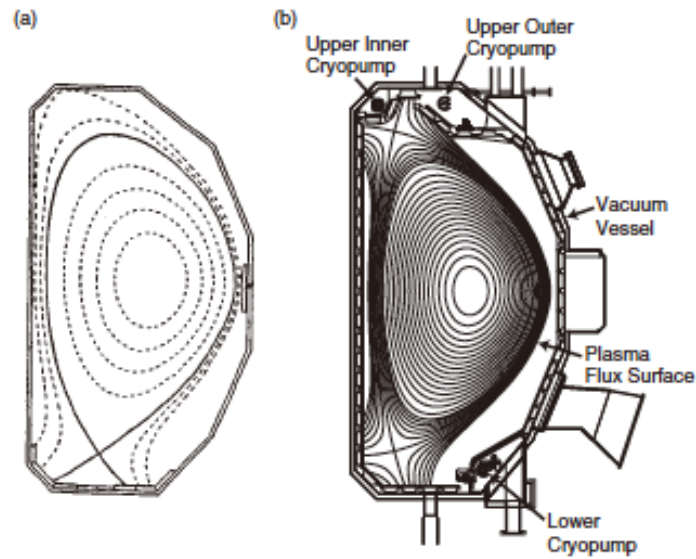 (a)
(b)
Upper Inner
Cryopump
Upper Outer
Cryopump
Vacuum
Vessel
Plasma
Flux Surface
Lower
Cryopump